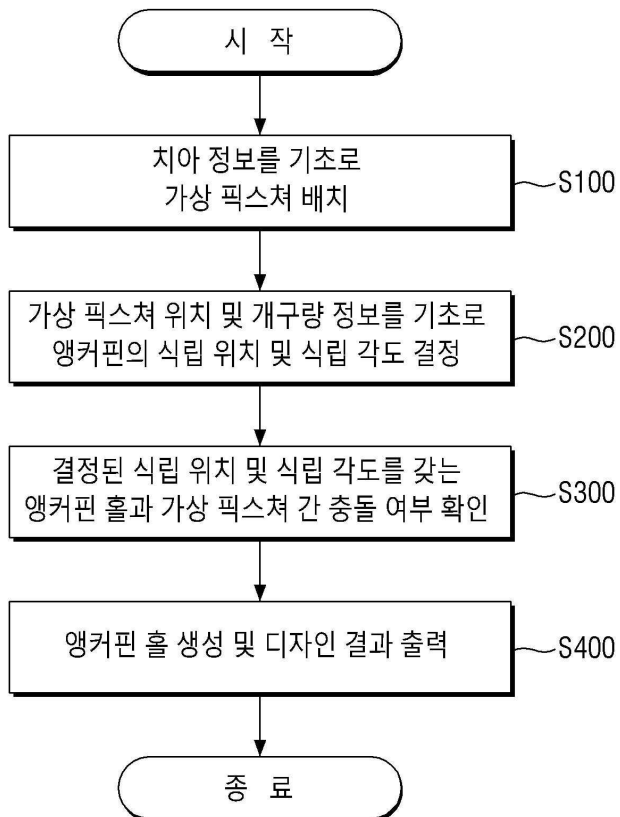 시 작
치아 정보를 기초로
가상 픽스쳐 배치
S100
가상 픽스쳐 위치 및 개구량 정보를 기초로
앵커핀의 식립 위치 및 식립 각도 결정
S200
결정된 식립 위치 및 식립 각도를 갖는
앵커핀 홀과 가상 픽스쳐 간 충돌 여부 확인
S300
앵커핀 홀 생성 및 디자인 결과 출력
S400
종 료